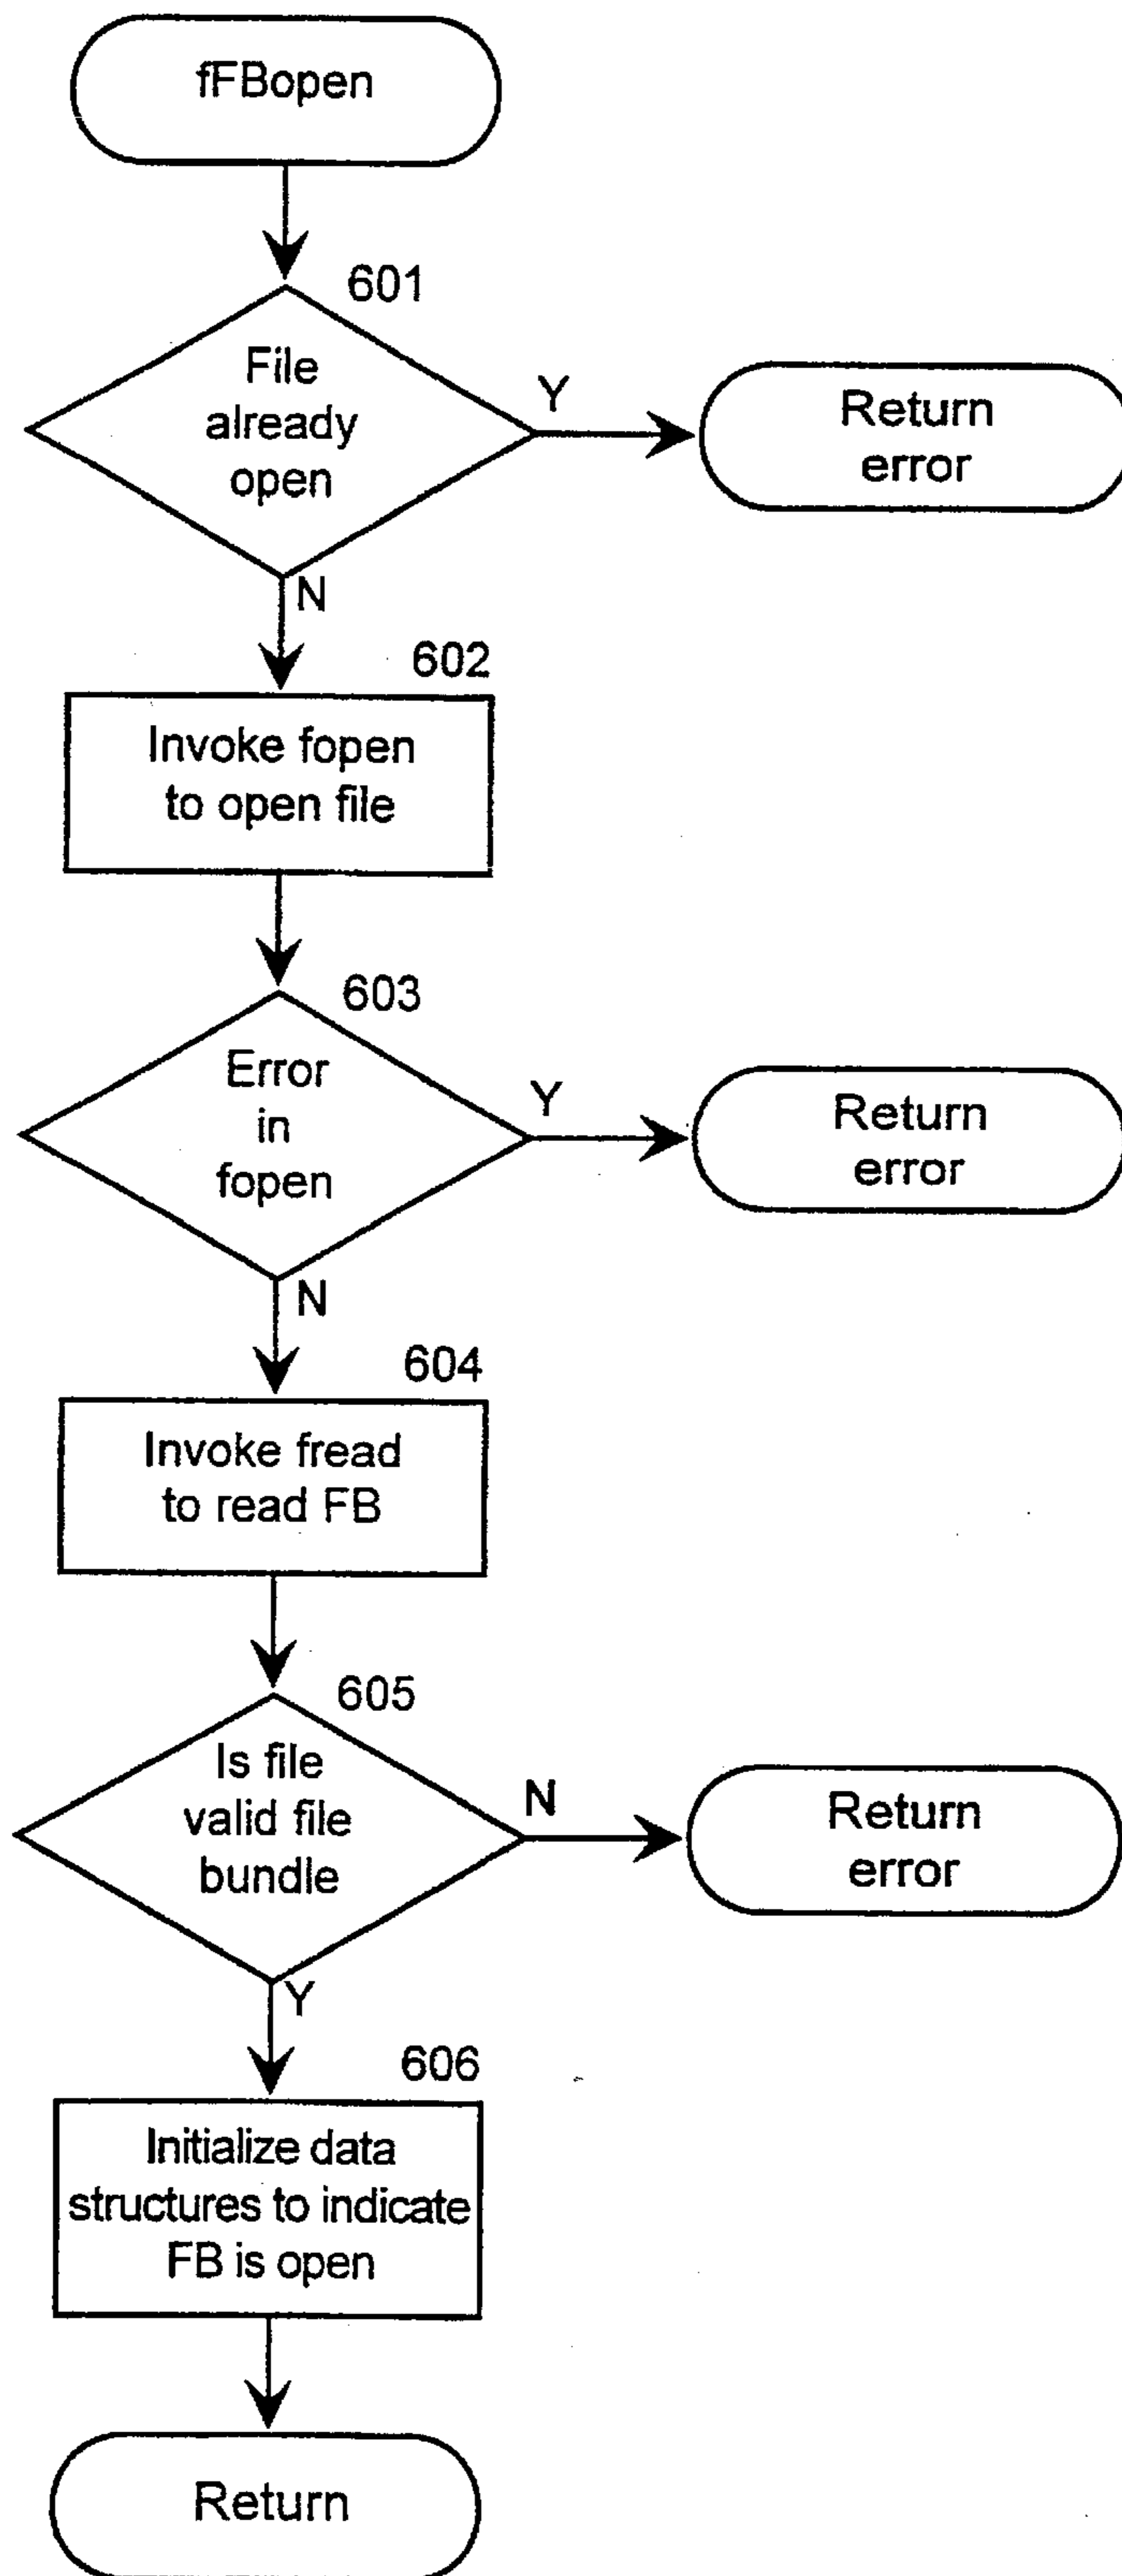 fFBopen
601
File
already
open
Y
Return
error
N
602
Invoke fopen
to open file
603
Error
in
fopen
Y
Return
error
N
604
Invoke fread
to read FB
605
Is file
valid file
bundle
N
Return
error
Y
606
Initialize data
structures to indicate
FB is open
Return